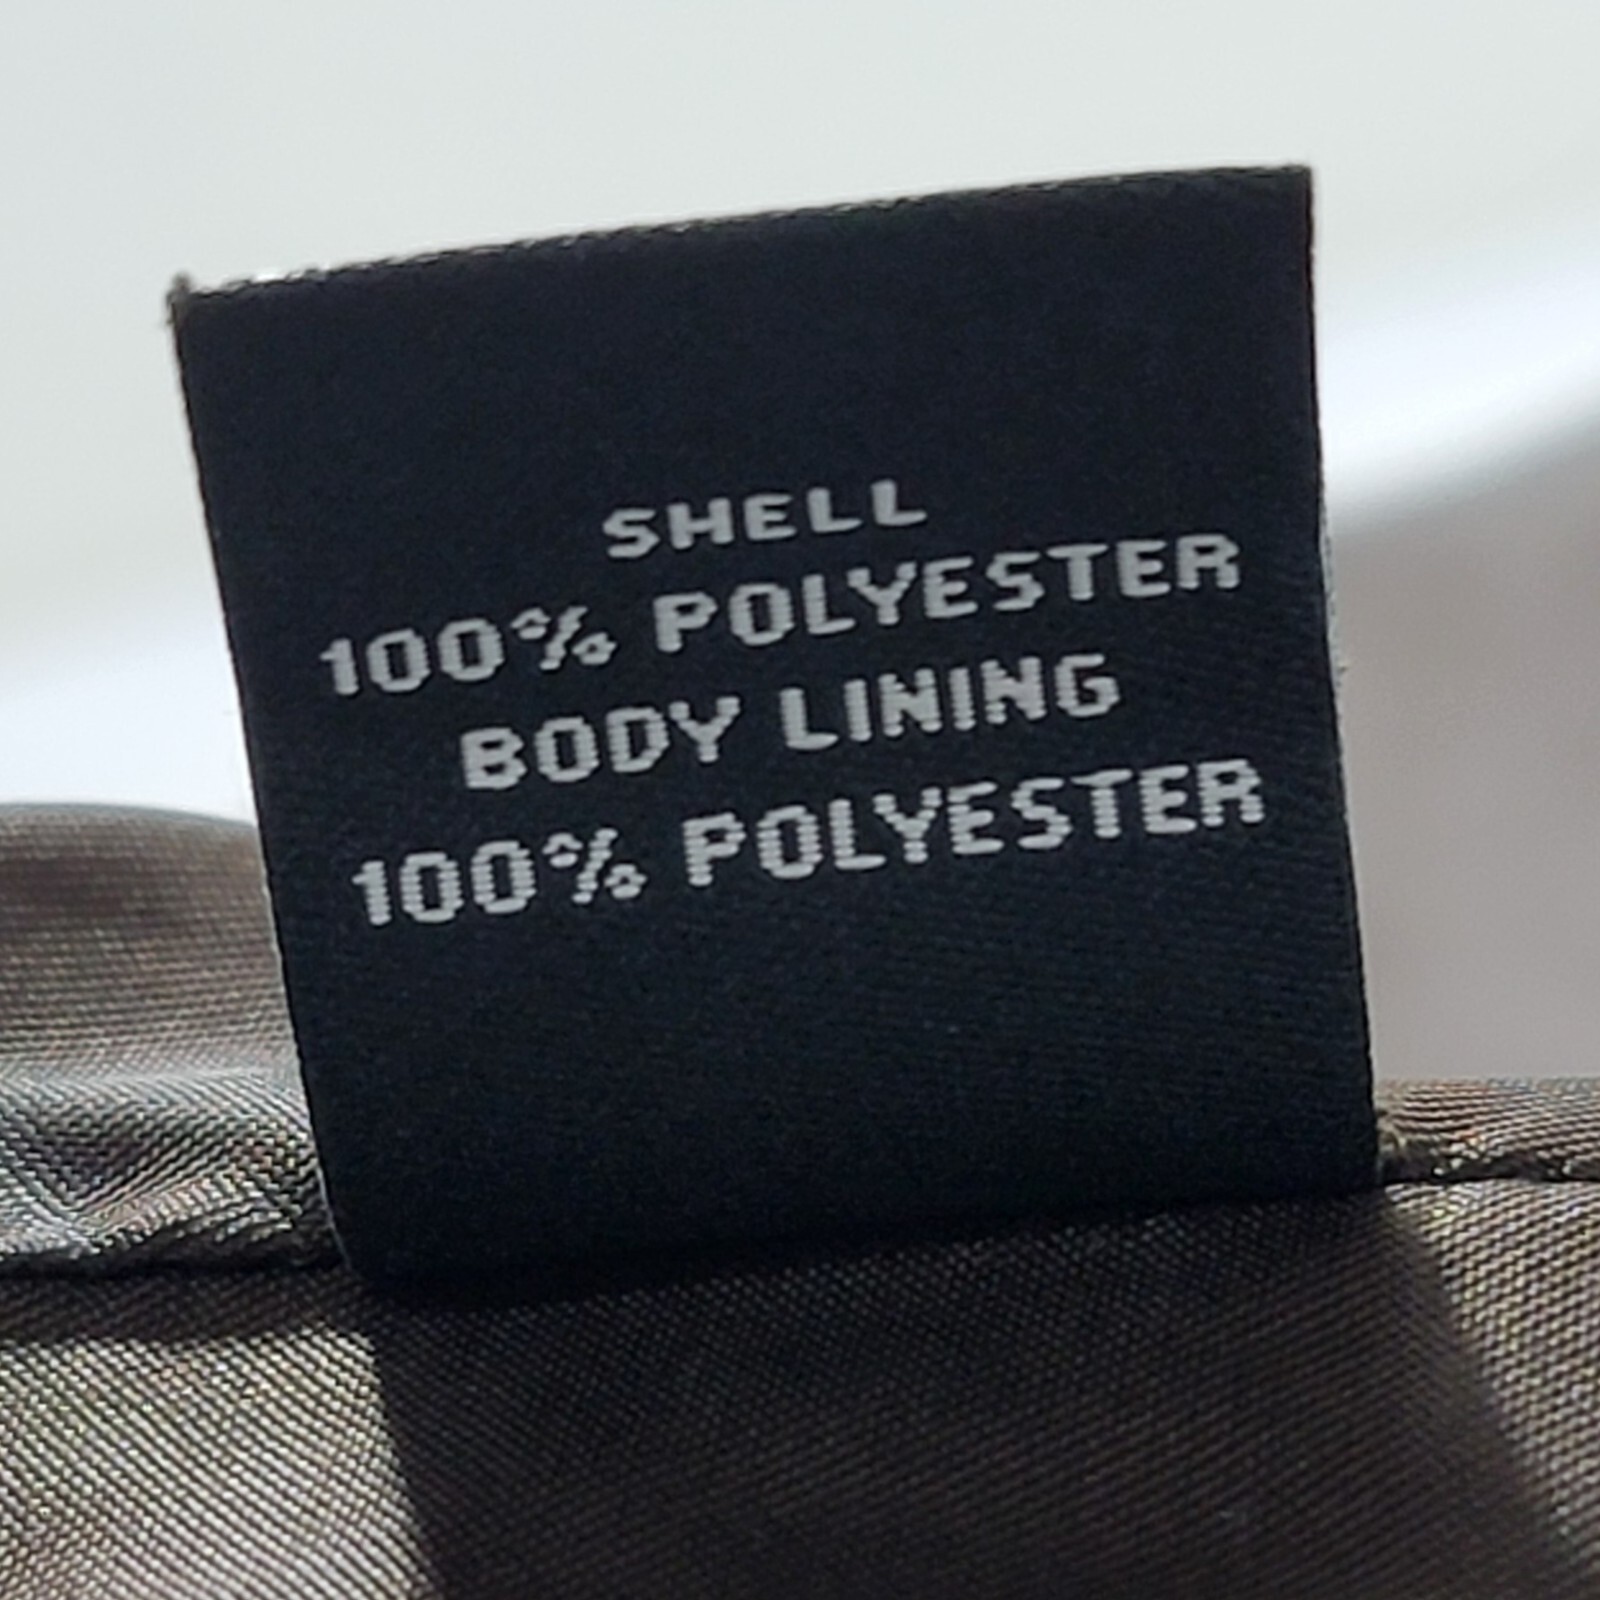 SHELL
100% POLYESTER
BODY LINING
100% POLYESTER